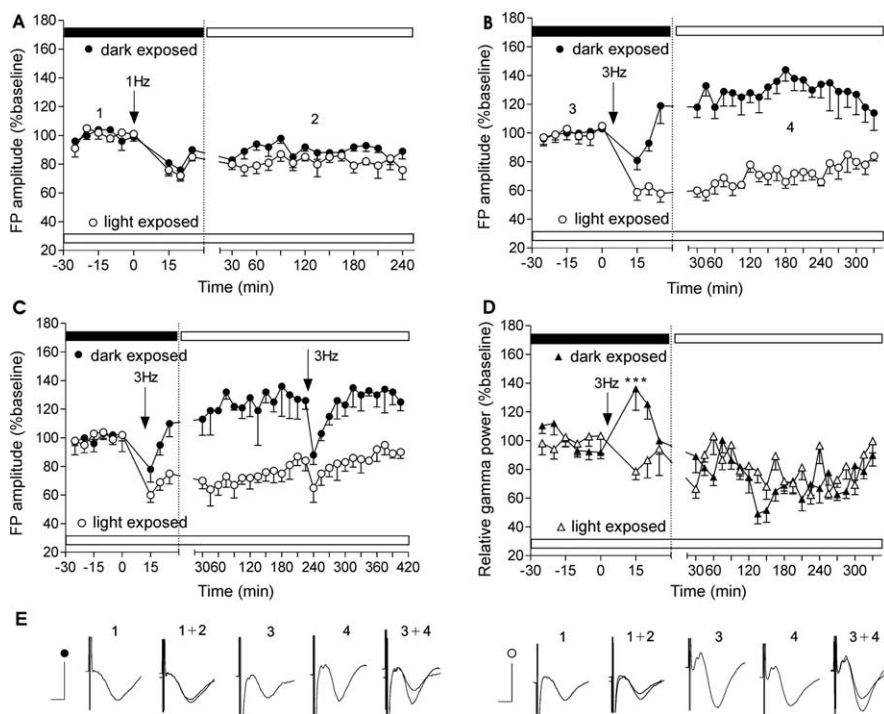 A
B
180
160
140
120
100
80
60
40
20
FP amplitude (%baseline)
dark exposed
1Hz
1
2
light exposed
-30 -15 0 15 30 60 90 120 150 180 210 240
Time (min)
180
160
140
120
100
80
60
40
20
FP amplitude (%baseline)
dark exposed
3Hz
3
4
light exposed
-30 -15 0 15 30 60 120 180 240 300
Time (min)
C
D
180
160
140
120
100
80
60
40
20
FP amplitude (%baseline)
dark exposed
3Hz
3Hz
light exposed
-30 -15 0 15 30 60 120 180 240 300 360 420
Time (min)
180
160
140
120
100
80
60
40
20
Relative gamma power (%baseline)
dark exposed
3Hz
***
light exposed
-30 -15 0 15 30 60 120 180 240 300
Time (min)
E
1 1+2 3 4 3+4
1 1+2 3 4 3+4